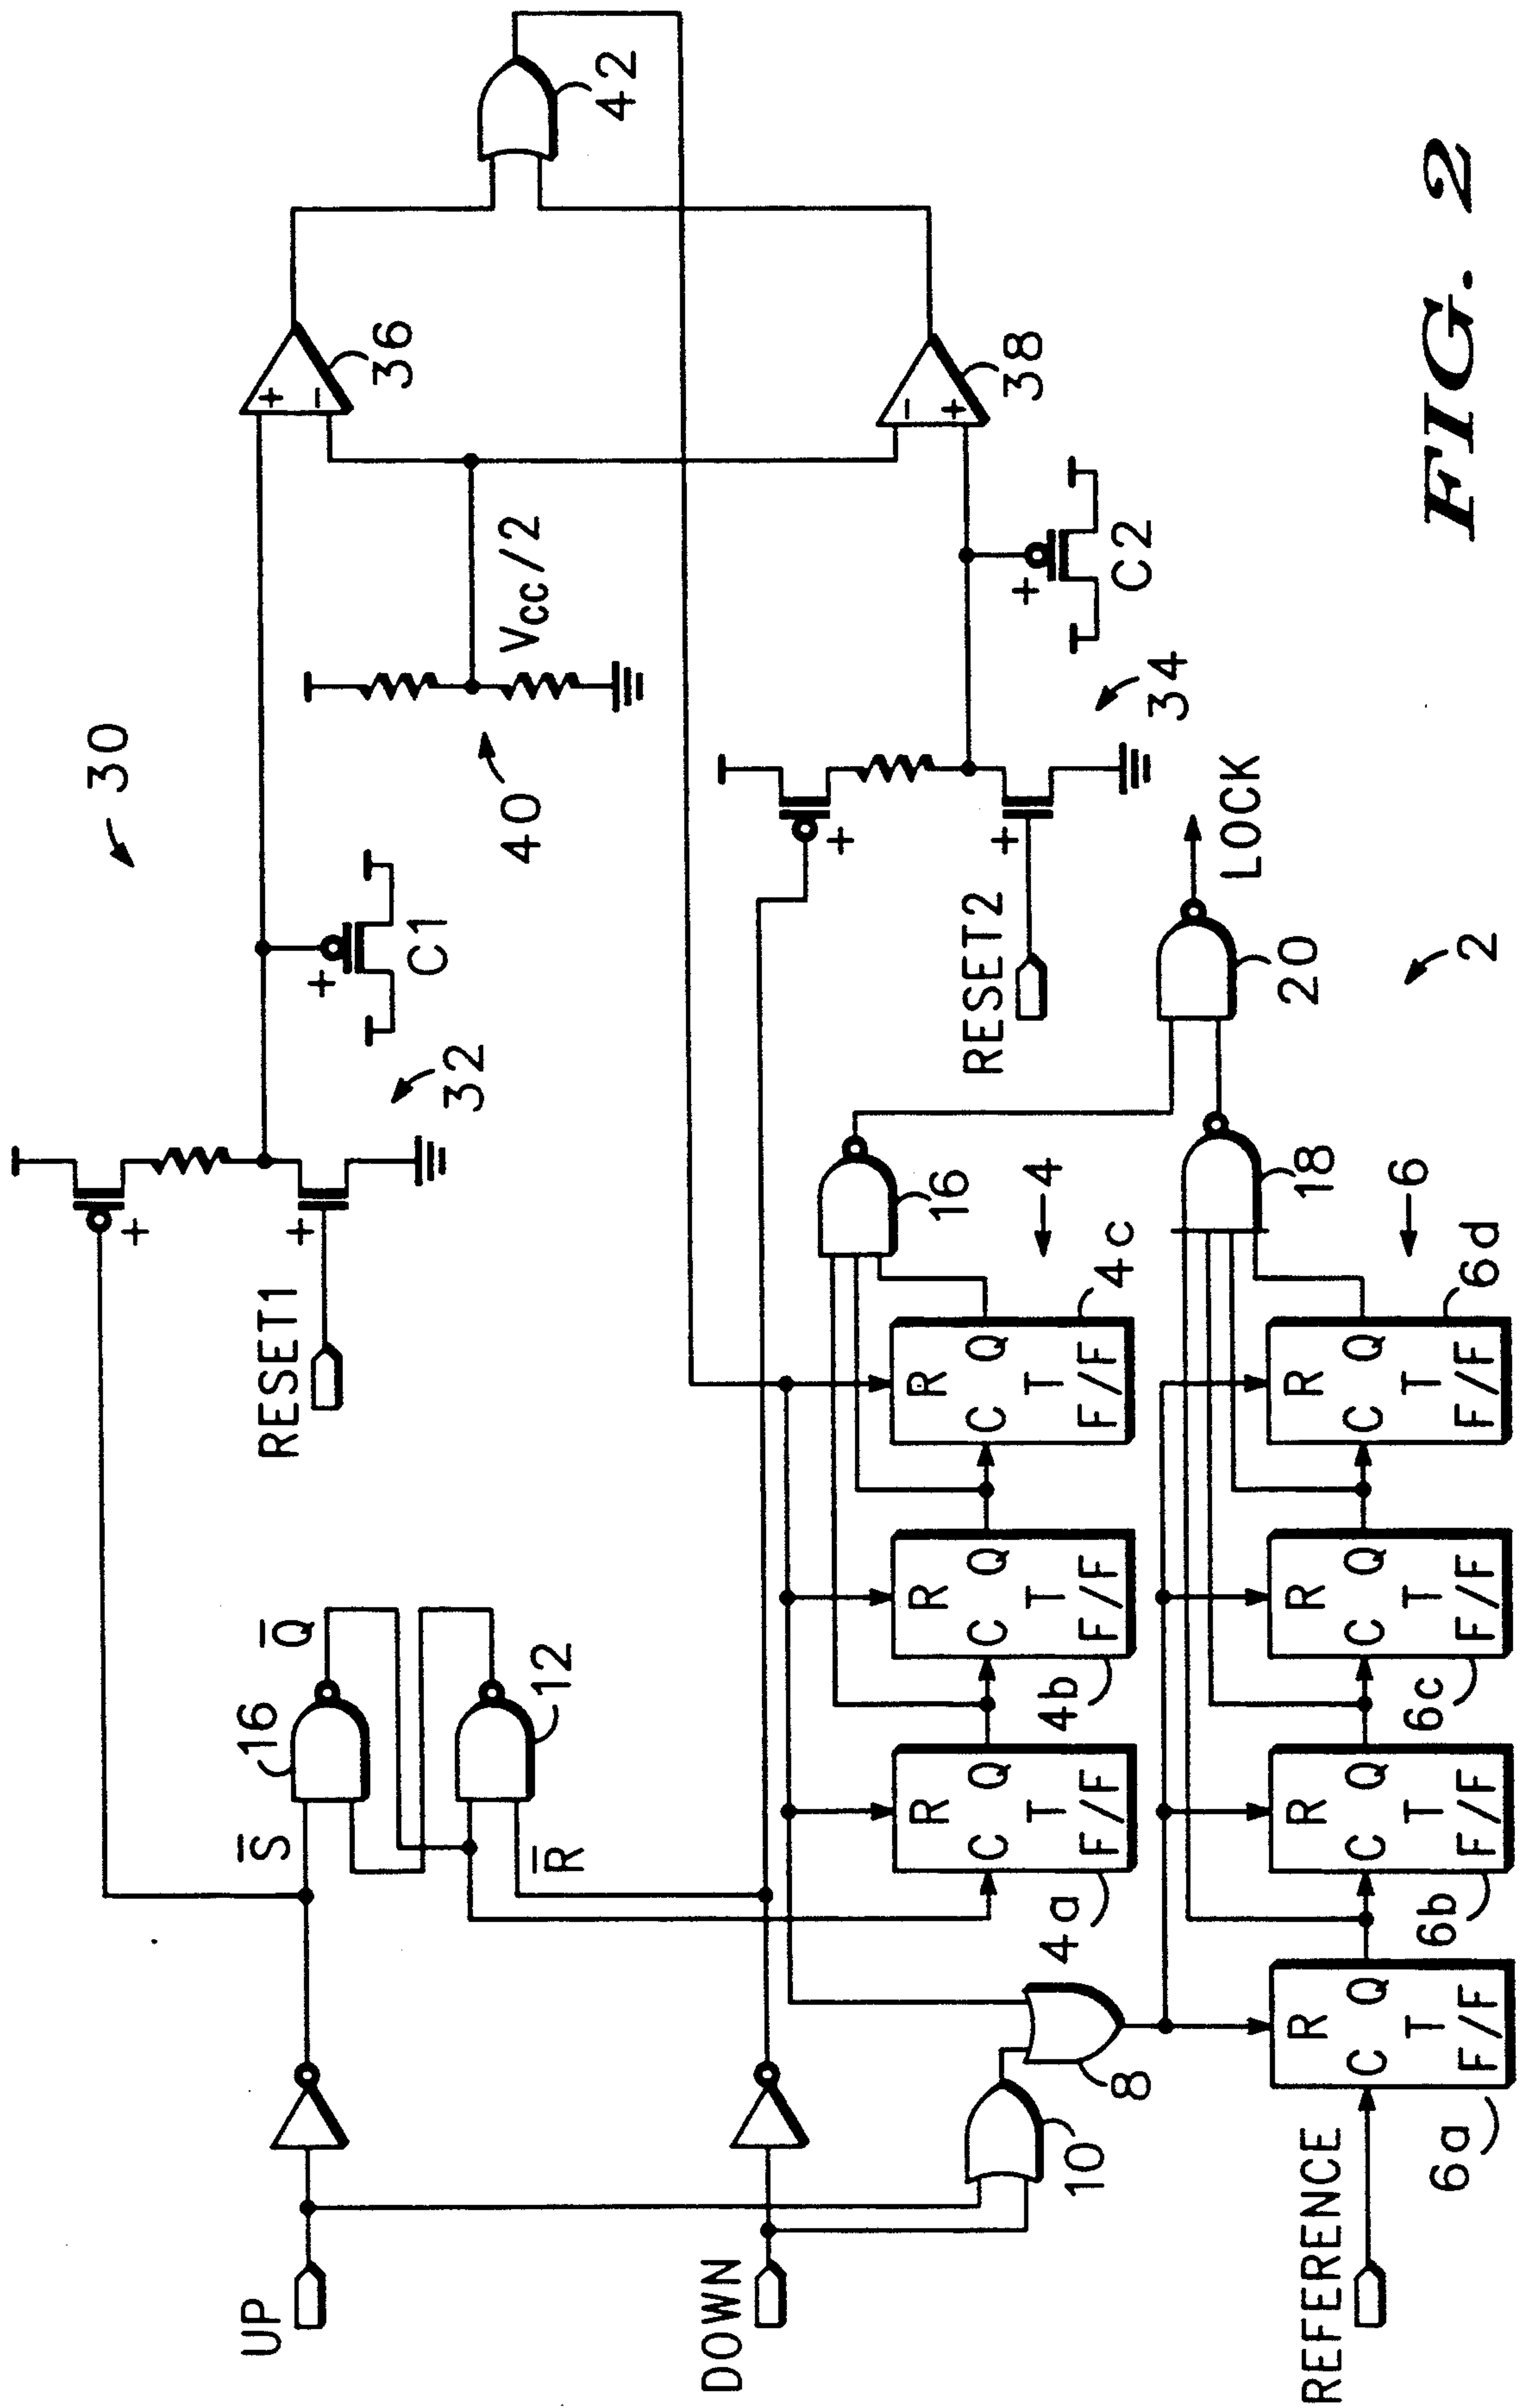 30
UP
S
16
Q
12
R
RESET1
32
+
+
+
C1
40
Vcc/2
+
−
36
42
DOWN
10
8
4a
R
C Q
T
F/F
4b
R
C Q
T
F/F
4c
R
C Q
T
F/F
16
4
RESET2
+
+
34
+
C2
−
+
38
REFERENCE
6a
R
C Q
T
F/F
6b
R
C Q
T
F/F
6c
R
C Q
T
F/F
6d
R
C Q
T
F/F
18
6
20
LOCK
2
FIG. 2